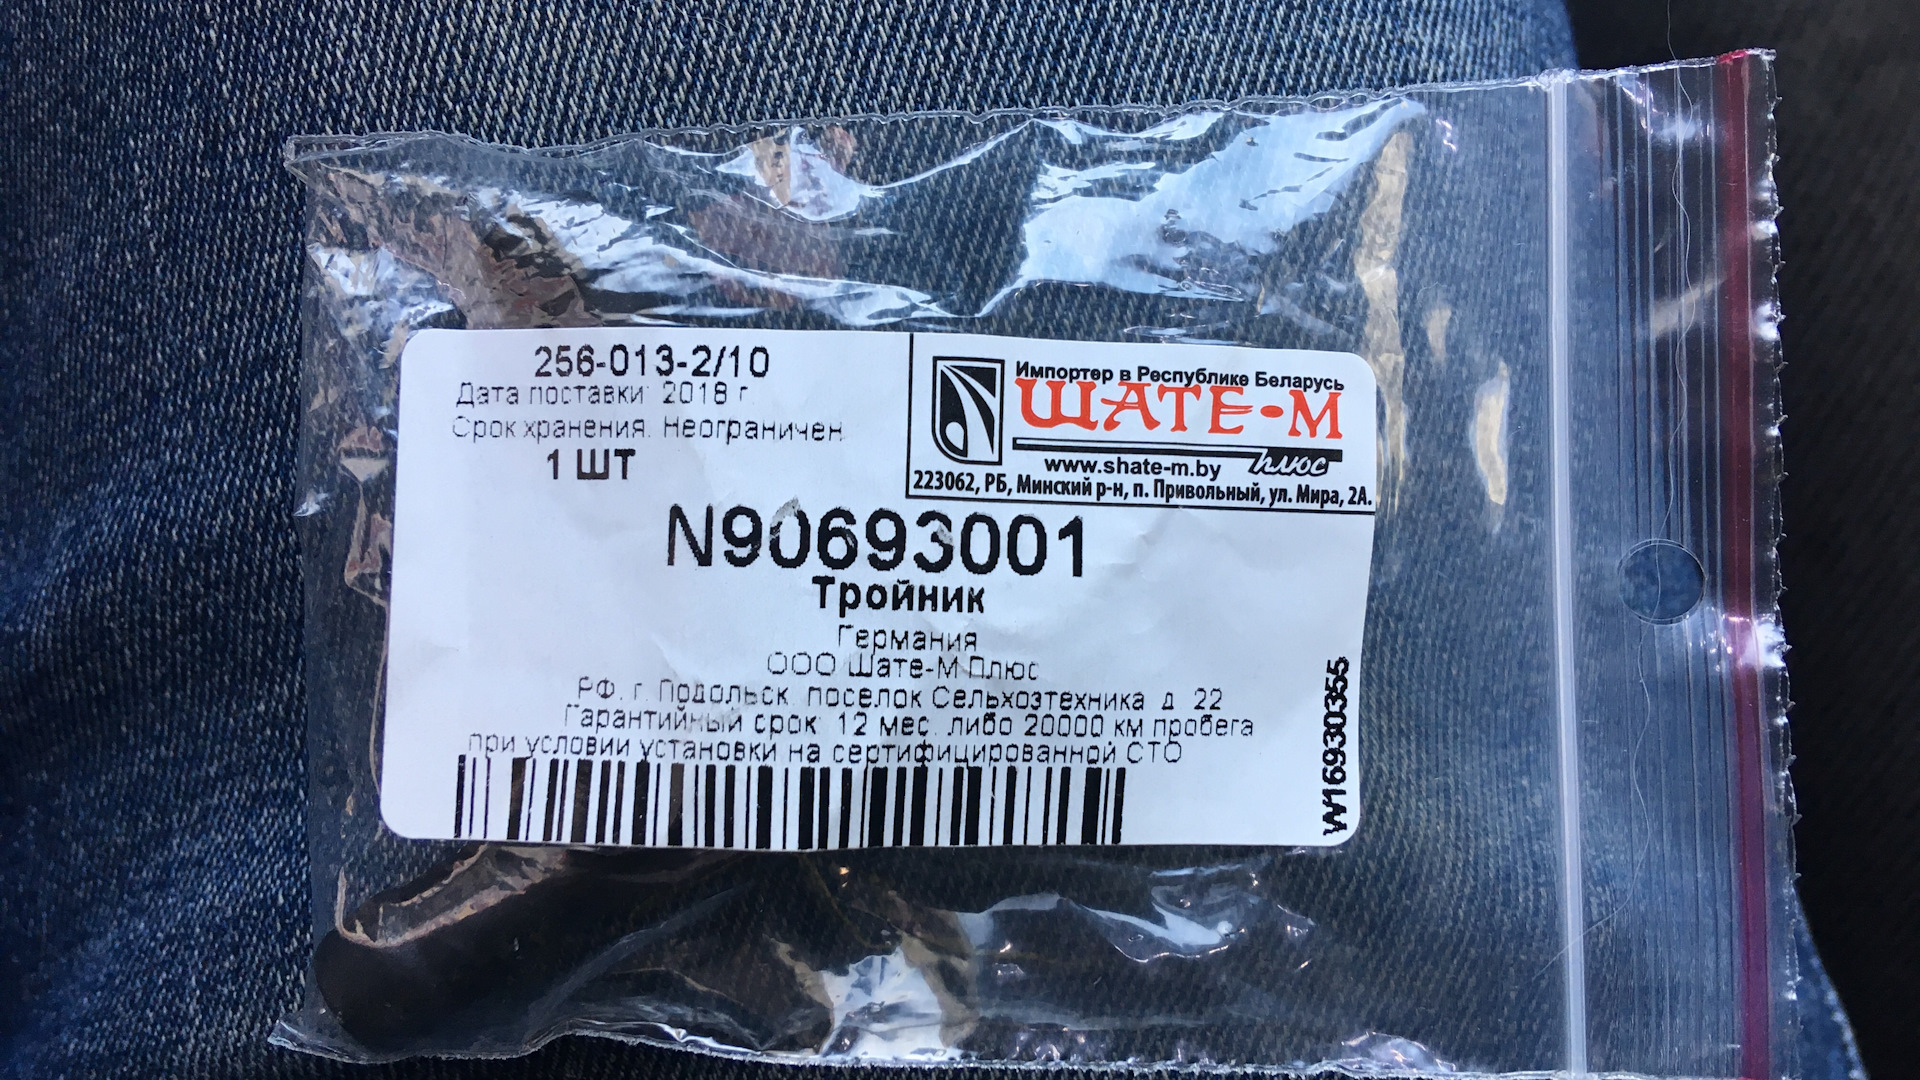 256-013-2/10
Дата поставки: 2018 г.
Срок хранения: Неограничен
1 ШТ
Импортер в Республике Беларусь
ШАТЕ-М
плюс
www.shate-m.by
223062, РБ, Минский р-н, п. Привольный, ул. Мира, 2А.
N90693001
Тройник
Германия
ООО Шате-М Плюс
РФ, г. Подольск, поселок Сельхозтехника, д. 22
Гарантийный срок: 12 мес. либо 20000 км пробега
при условии установки на сертифицированной СТО
W16930355